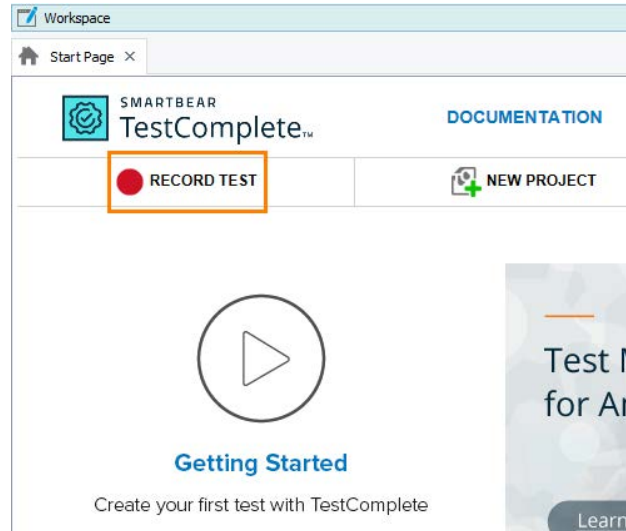 Workspace
Start Page
SMARTBEAR
TestComplete™
DOCUMENTATION
RECORD TEST
NEW PROJECT
Getting Started
Create your first test with TestComplete
Test
for
Learn